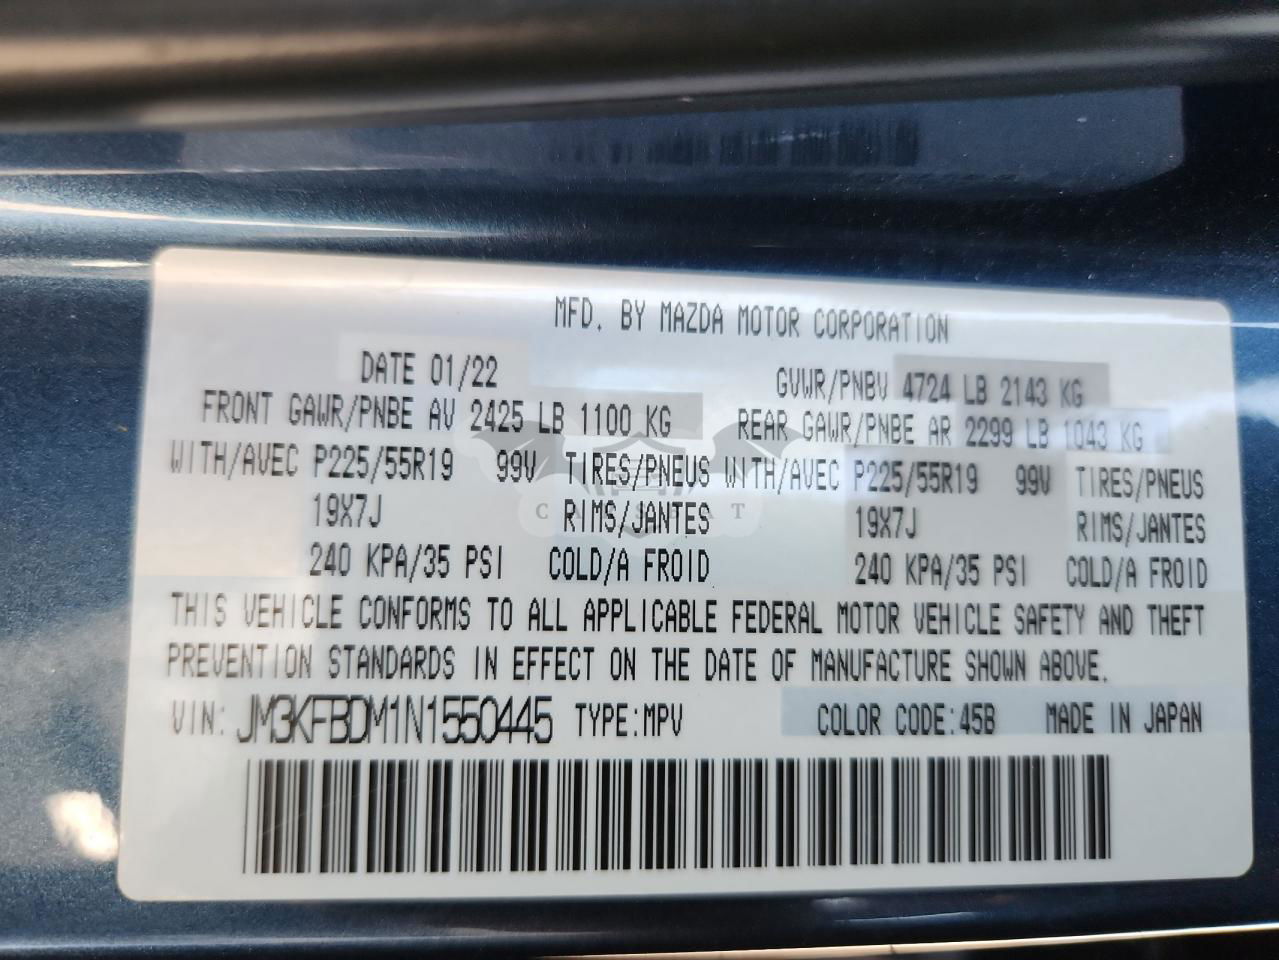 MFD. BY MAZDA MOTOR CORPORATION
DATE 01/22 GVWR/PNBV 4724 LB 2143 KG
FRONT GAWR/PNBE AV 2425 LB 1100 KG REAR GAWR/PNBE AR 2299 LB 1043 KG
WITH/AVEC P225/55R19 99V TIRES/PNEUS WITH/AVEC P225/55R19 99V TIRES/PNEUS
19X7J RIMS/JANTES 19X7J RIMS/JANTES
240 KPA/35 PSI COLD/A FROID 240 KPA/35 PSI COLD/A FROID
THIS VEHICLE CONFORMS TO ALL APPLICABLE FEDERAL MOTOR VEHICLE SAFETY AND THEFT
PREVENTION STANDARDS IN EFFECT ON THE DATE OF MANUFACTURE SHOWN ABOVE.
VIN: JM3KFBDM1N1550445 TYPE:MPV COLOR CODE:45B MADE IN JAPAN